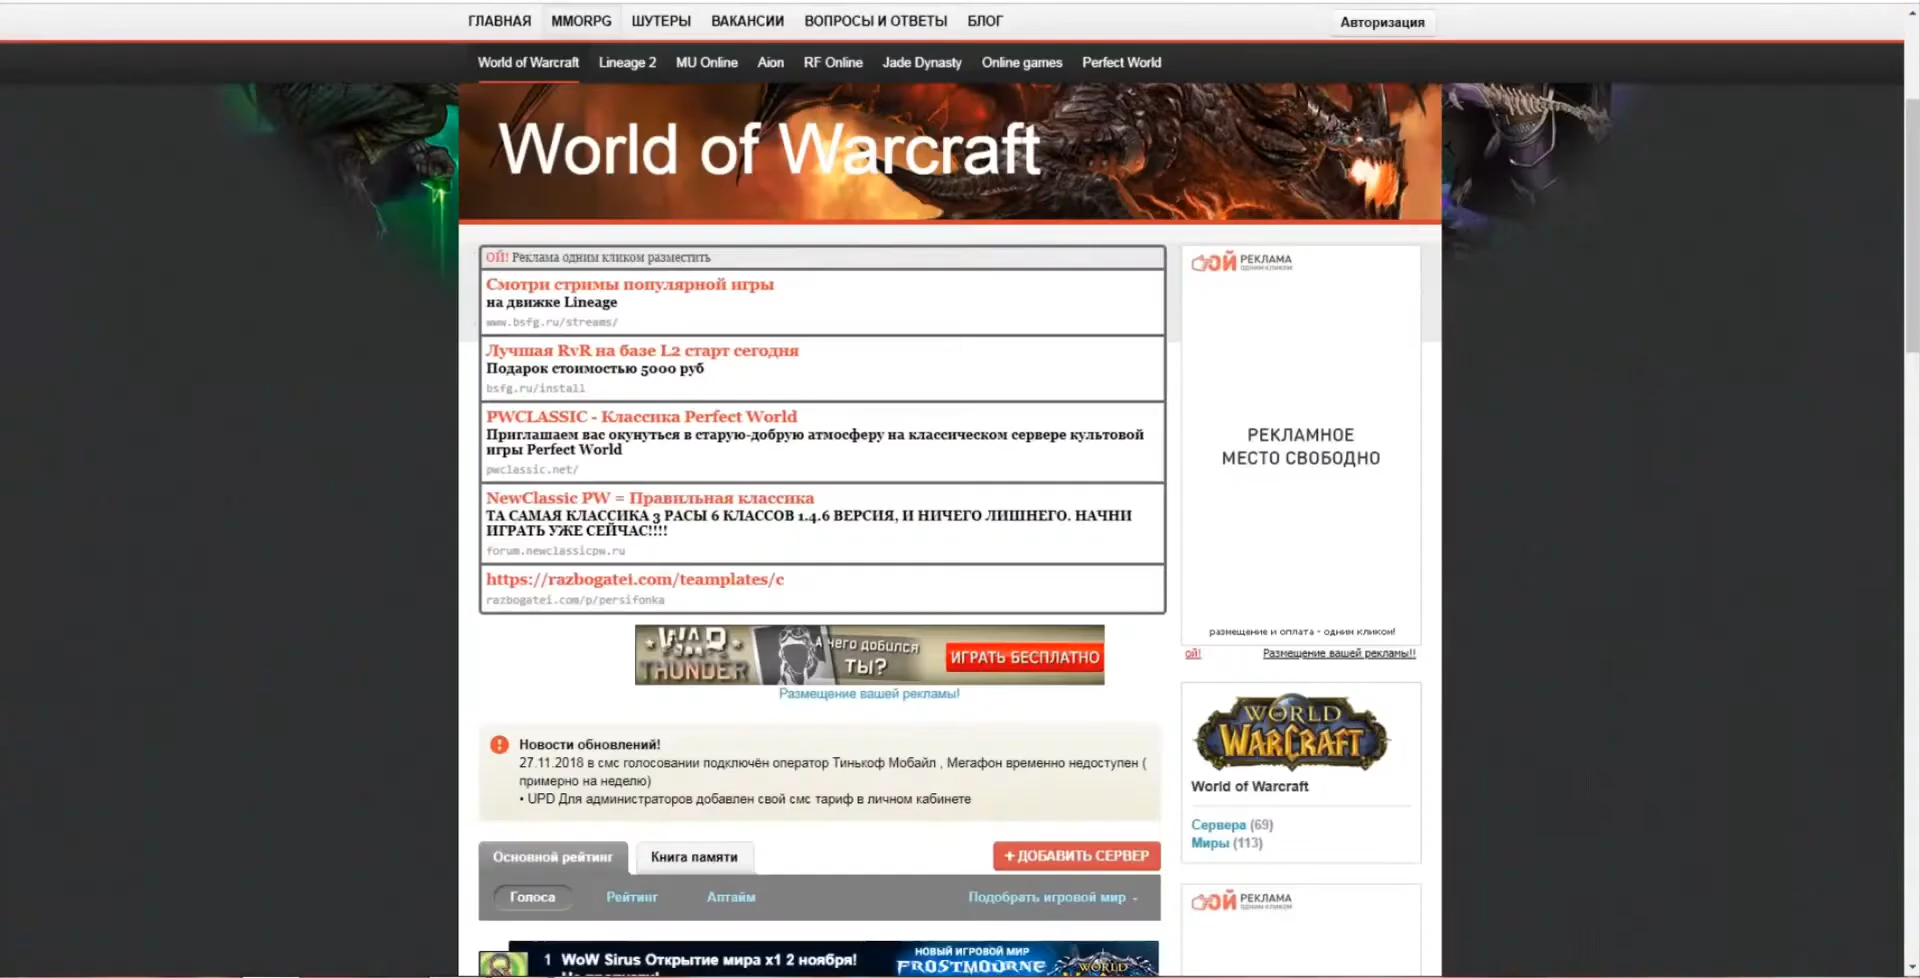 ГЛАВНАЯ MMORPG ШУТЕРЫ ВАКАНСИИ ВОПРОСЫ И ОТВЕТЫ БЛОГ Авторизация
World of Warcraft Lineage 2 MU Online Aion RF Online Jade Dynasty Online games Perfect World
World of Warcraft
ОЙ! Реклама одним кликом разместить
Смотри стримы популярной игры
на движке Lineage
www.bsfg.ru/streams/
Лучшая RvR на базе L2 старт сегодня
Подарок стоимостью 5000 руб
bsfg.ru/install
PWCLASSIC - Классика Perfect World
Приглашаем вас окунуться в старую-добрую атмосферу на классическом сервере культовой
игры Perfect World
pwclassic.net/
NewClassic PW = Правильная классика
ТА САМАЯ КЛАССИКА 3 РАСЫ 6 КЛАССОВ 1.4.6 ВЕРСИЯ, И НИЧЕГО ЛИШНЕГО. НАЧНИ
ИГРАТЬ УЖЕ СЕЙЧАС!!!!
forum.newclassicpw.ru
https://razbogatei.com/teamplates/c
razbogatei.com/p/persifonka
WAR THUNDER
А чего добился
ТЫ?
ИГРАТЬ БЕСПЛАТНО
Размещение вашей рекламы!
Новости обновлений!
27.11.2018 в смс голосовании подключён оператор Тинькоф Мобайл , Мегафон временно недоступен (
примерно на неделю)
• UPD Для администраторов добавлен свой смс тариф в личном кабинете
Основной рейтинг Книга памяти + ДОБАВИТЬ СЕРВЕР
Голоса Рейтинг Аптайм Подобрать игровой мир -
1 WoW Sirus Открытие мира x1 2 ноября!
НОВЫЙ ИГРОВОЙ МИР
FROSTMOURNE
WORLD
ОЙ РЕКЛАМА
ОДНИМ КЛИКОМ
РЕКЛАМНОЕ
МЕСТО СВОБОДНО
размещение и оплата - одним кликом!
ой! Размещение вашей рекламы!!
WORLD
WARCRAFT
World of Warcraft
Сервера (69)
Миры (113)
ОЙ РЕКЛАМА
ОДНИМ КЛИКОМ